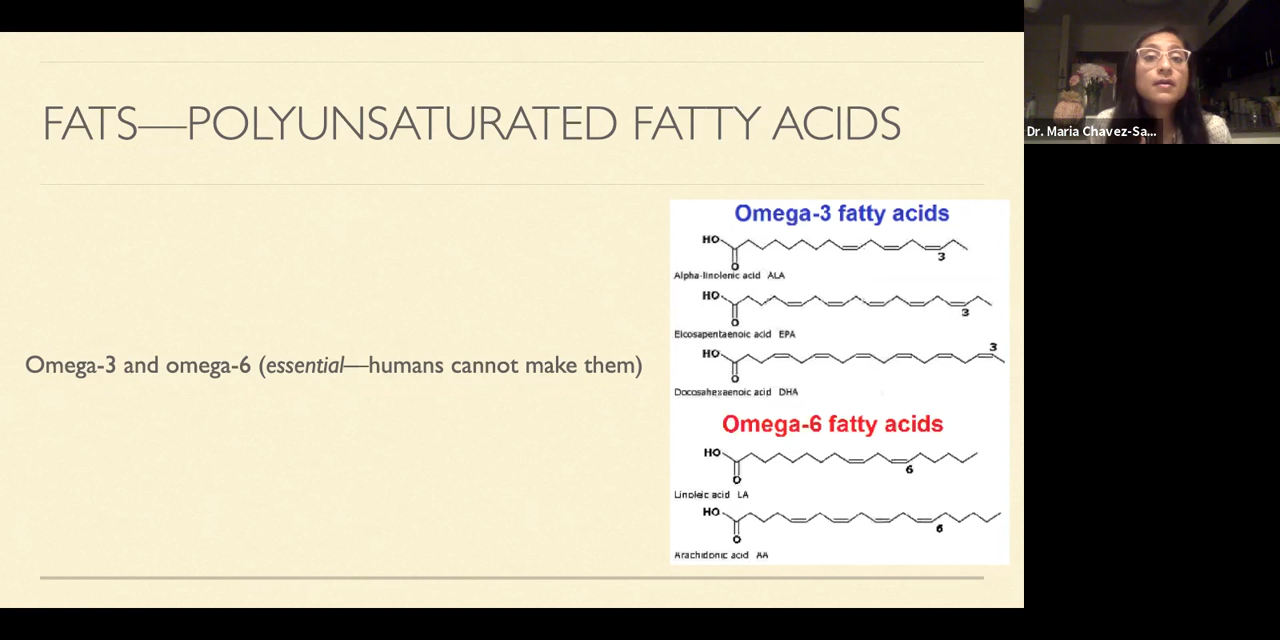 FATS—POLYUNSATURATED FATTY ACIDS
Omega-3 and omega-6 (essential—humans cannot make them)
Omega-3 fatty acids
HO
O
3
Alpha-linolenic acid ALA
HO
O
3
Eicosapentaenoic acid EPA
HO
O
3
Docosahexaenoic acid DHA
Omega-6 fatty acids
HO
O
6
Linoleic acid LA
HO
O
6
Arachidonic acid AA
Dr. Maria Chavez-Sa...